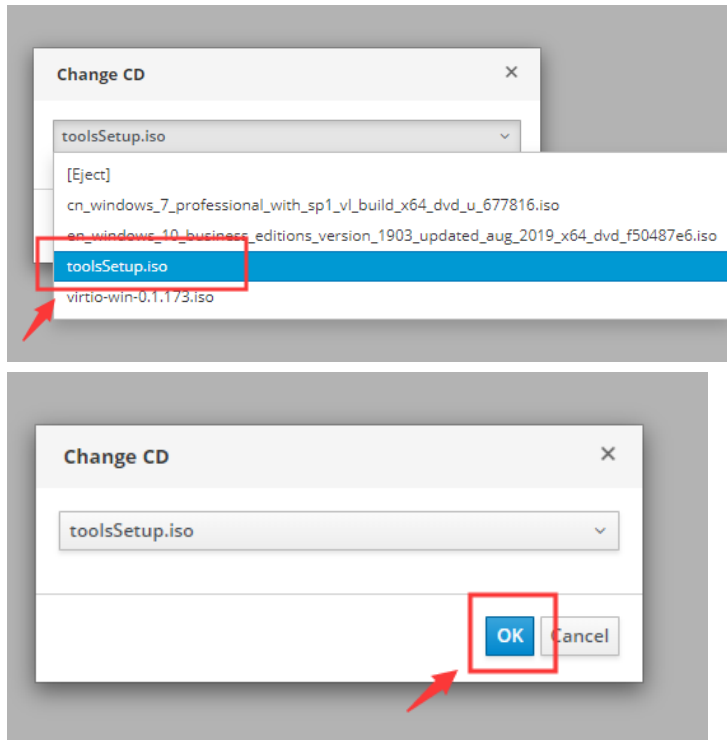 Change CD
toolsSetup.iso
[Eject]
cn_windows_7_professional_with_sp1_vl_build_x64_dvd_u_677816.iso
en_windows_10_business_editions_version_1903_updated_aug_2019_x64_dvd_f50487e6.iso
toolsSetup.iso
virtio-win-0.1.173.iso
Change CD
toolsSetup.iso
OK Cancel